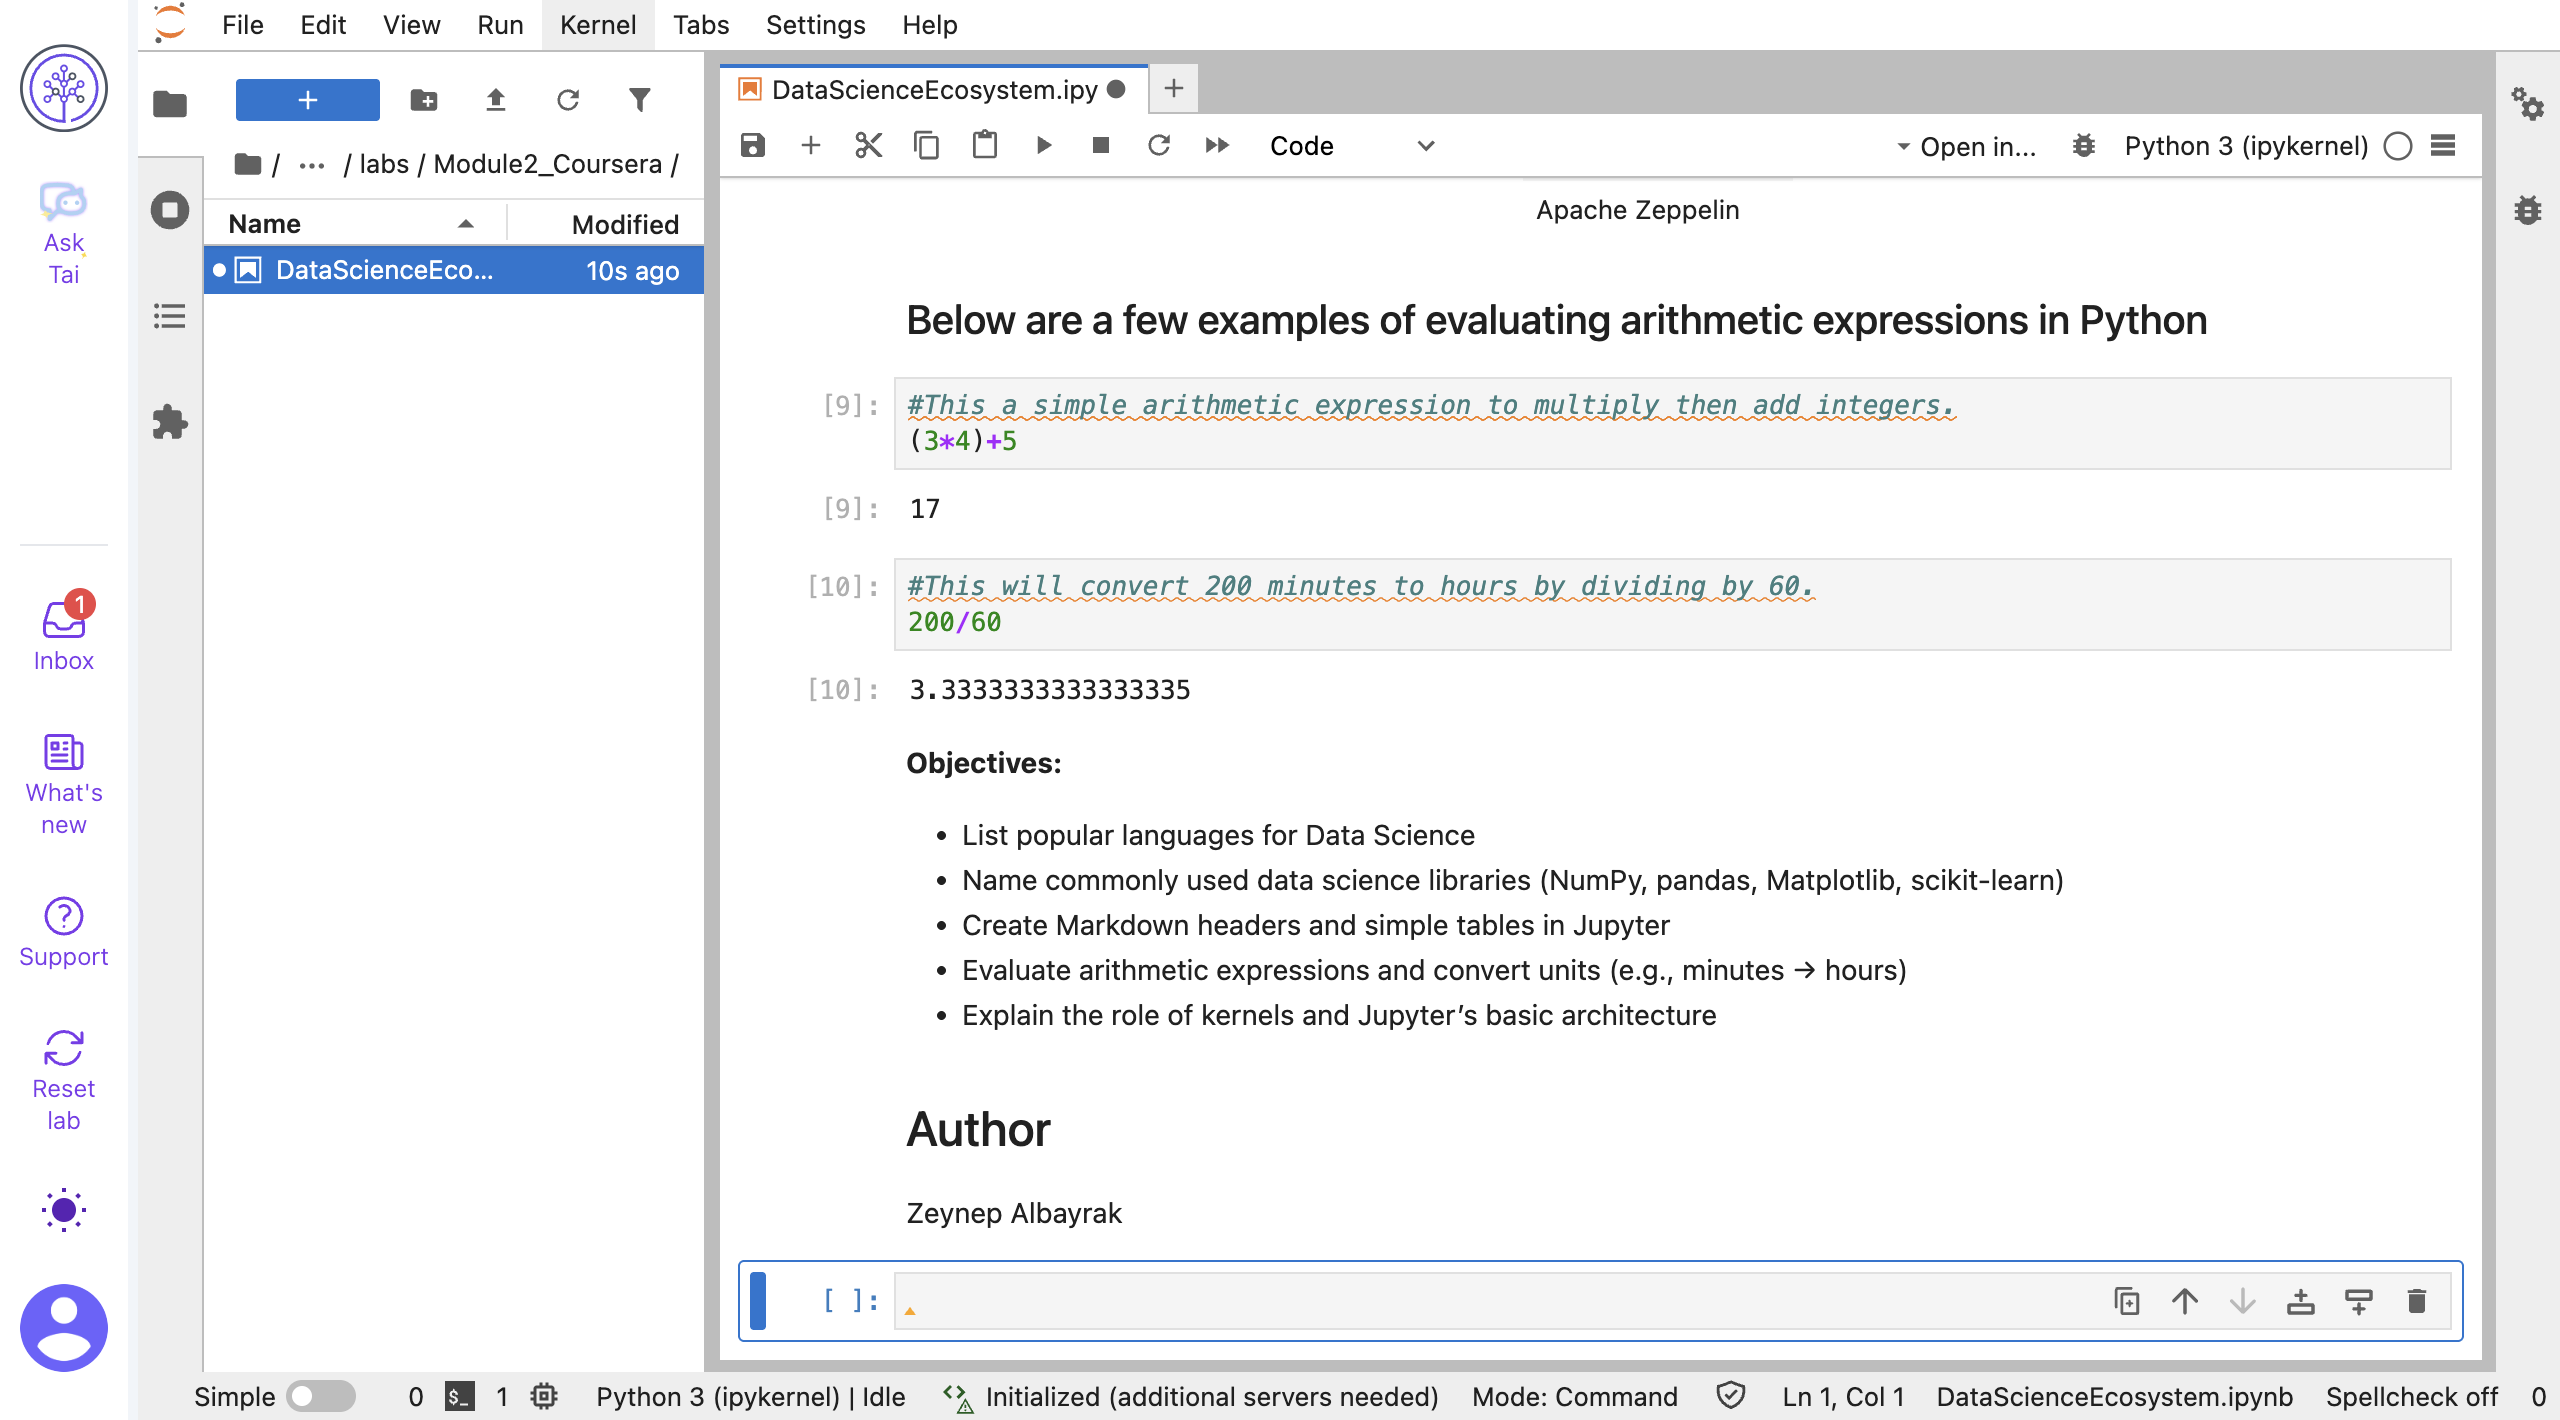 File Edit View Run Kernel Tabs Settings Help
Ask
Tai
Inbox
1
What's
new
Support
Reset
lab
+
/ ··· / labs / Module2_Coursera /
Name Modified
DataScienceEco... 10s ago
DataScienceEcosystem.ipy
+
Code
Open in...
Python 3 (ipykernel)
Apache Zeppelin
Below are a few examples of evaluating arithmetic expressions in Python
[9]: #This a simple arithmetic expression to multiply then add integers.
(3*4)+5
[9]: 17
[10]: #This will convert 200 minutes to hours by dividing by 60.
200/60
[10]: 3.3333333333333335
Objectives:
• List popular languages for Data Science
• Name commonly used data science libraries (NumPy, pandas, Matplotlib, scikit-learn)
• Create Markdown headers and simple tables in Jupyter
• Evaluate arithmetic expressions and convert units (e.g., minutes → hours)
• Explain the role of kernels and Jupyter’s basic architecture
Author
Zeynep Albayrak
[ ]:
Simple 0 $_ 1 Python 3 (ipykernel) | Idle Initialized (additional servers needed) Mode: Command Ln 1, Col 1 DataScienceEcosystem.ipynb Spellcheck off 0